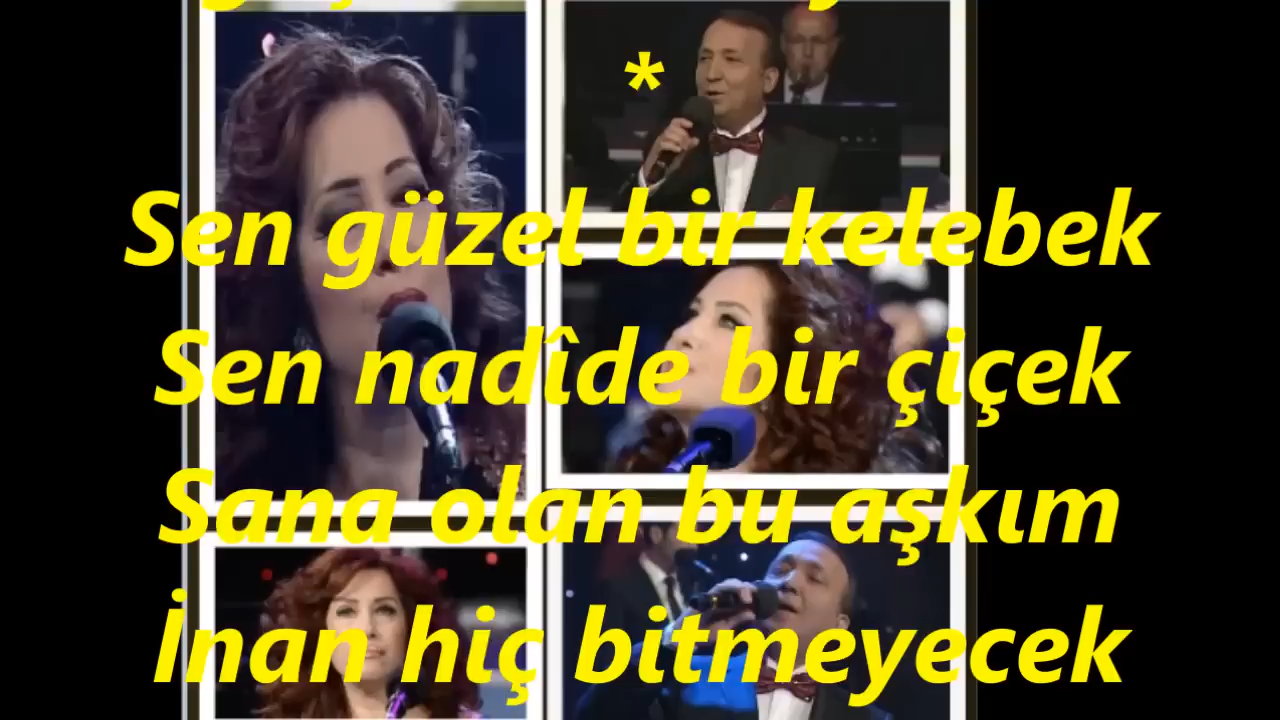 *
Sen güzel bir kelebek
Sen nadîde bir çiçek
Sana olan bu aşkım
İnan hiç bitmeyecek